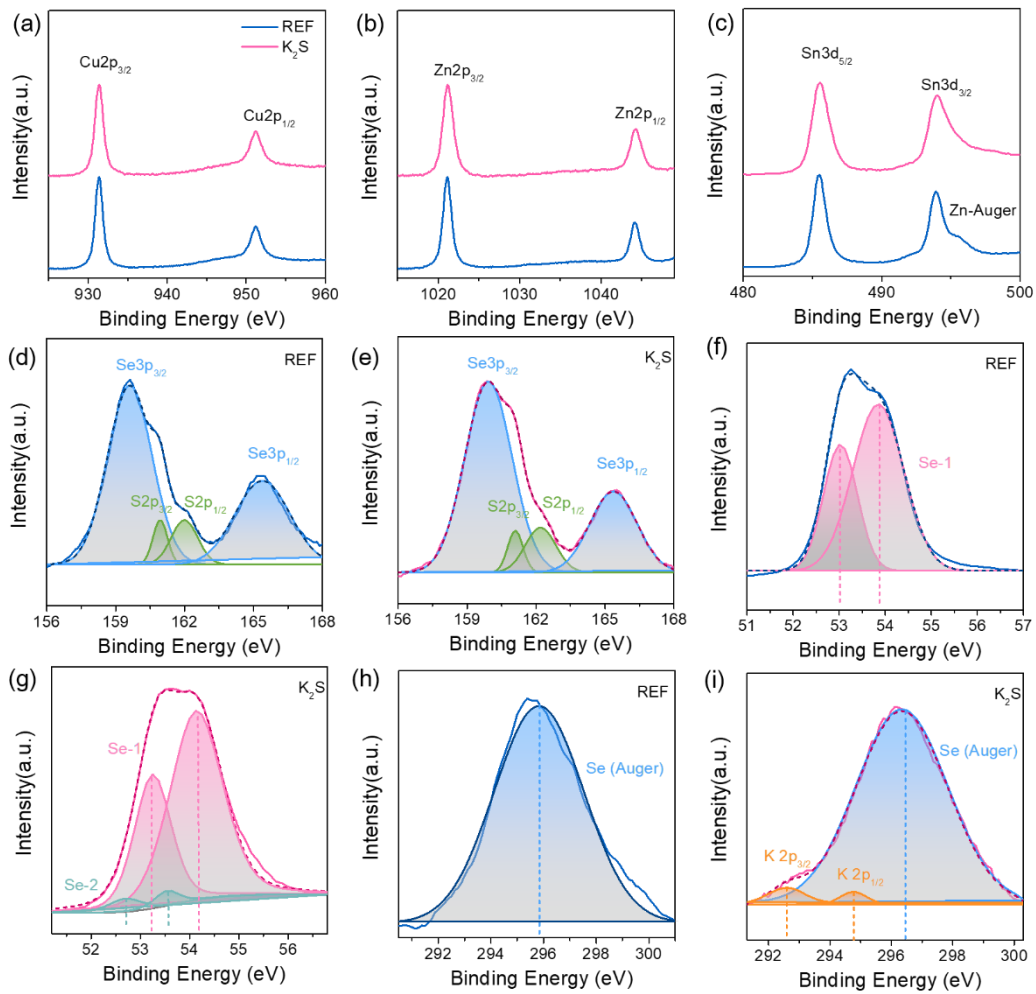 (a)
REF
K₂S
Cu2p₃/₂
Cu2p₁/₂
Intensity(a.u.)
930 940 950 960
Binding Energy (eV)
(b)
Zn2p₃/₂
Zn2p₁/₂
Intensity(a.u.)
1020 1030 1040
Binding Energy (eV)
(c)
Sn3d₅/₂
Sn3d₃/₂
Zn-Auger
Intensity(a.u.)
480 490 500
Binding Energy (eV)
(d)
REF
Se3p₃/₂
Se3p₁/₂
S2p₃/₂
S2p₁/₂
Intensity(a.u.)
156 159 162 165 168
Binding Energy (eV)
(e)
K₂S
Se3p₃/₂
Se3p₁/₂
S2p₃/₂
S2p₁/₂
Intensity(a.u.)
156 159 162 165 168
Binding Energy (eV)
(f)
REF
Se-1
Intensity(a.u.)
51 52 53 54 55 56 57
Binding Energy (eV)
(g)
K₂S
Se-1
Se-2
Intensity(a.u.)
52 53 54 55 56
Binding Energy (eV)
(h)
REF
Se (Auger)
Intensity(a.u.)
292 294 296 298 300
Binding Energy (eV)
(i)
K₂S
Se (Auger)
K 2p₃/₂
K 2p₁/₂
Intensity(a.u.)
292 294 296 298 300
Binding Energy (eV)